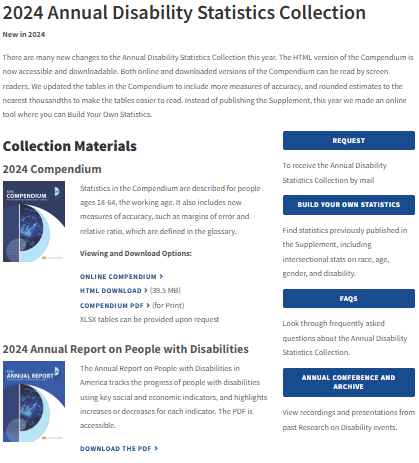 2024 Annual Disability Statistics Collection
New in 2024
There are many new changes to the Annual Disability Statistics Collection this year. The HTML version of the Compendium is
now accessible and downloadable. Both online and downloaded versions of the Compendium can be read by screen
readers. We updated the tables in the Compendium to include more measures of accuracy, and rounded estimates to the
nearest thousandths to make the tables easier to read. Instead of publishing the Supplement, this year we made an online
tool where you can Build Your Own Statistics.
Collection Materials
2024 Compendium
COMPENDIUM
Statistics in the Compendium are described for people
ages 18-64, the working age. It also includes new
measures of accuracy, such as margins of error and
relative ratio, which are defined in the glossary.
Viewing and Download Options:
ONLINE COMPENDIUM >
HTML DOWNLOAD > (39.5 MB)
COMPENDIUM PDF > (for Print)
XLSX tables can be provided upon request
2024 Annual Report on People with Disabilities
ANNUAL REPORT
The Annual Report on People with Disabilities in
America tracks the progress of people with disabilities
using key social and economic indicators, and highlights
increases or decreases for each indicator. The PDF is
accessible.
DOWNLOAD THE PDF >
REQUEST
To receive the Annual Disability
Statistics Collection by mail
BUILD YOUR OWN STATISTICS
Find statistics previously published in
the Supplement, including
intersectional stats on race, age,
gender, and disability.
FAQS
Look through frequently asked
questions about the Annual Disability
Statistics Collection.
ANNUAL CONFERENCE AND
ARCHIVE
View recordings and presentations from
past Research on Disability events.